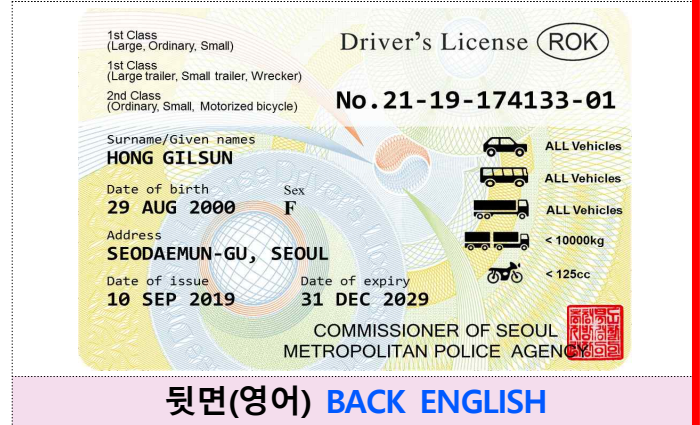 1st Class
(Large, Ordinary, Small)
1st Class
(Large trailer, Small trailer, Wrecker)
2nd Class
(Ordinary, Small, Motorized bicycle)
Driver's License ROK
No.21-19-174133-01
Surname/Given names
HONG GILSUN
Date of birth Sex
29 AUG 2000 F
Address
SEODAEMUN-GU, SEOUL
Date of issue Date of expiry
10 SEP 2019 31 DEC 2029
ALL Vehicles
ALL Vehicles
ALL Vehicles
< 10000kg
< 125cc
COMMISSIONER OF SEOUL
METROPOLITAN POLICE AGENCY
뒷면(영어) BACK ENGLISH